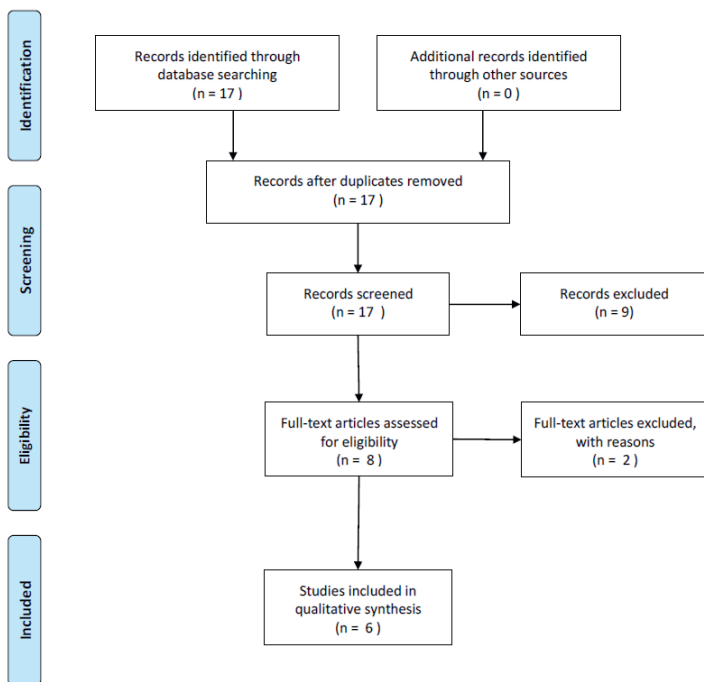 Identification
Records identified through
database searching
(n = 17 )
Additional records identified
through other sources
(n = 0 )
Records after duplicates removed
(n = 17 )
Screening
Records screened
(n = 17 )
Records excluded
(n = 9)
Eligibility
Full-text articles assessed
for eligibility
(n = 8 )
Full-text articles excluded,
with reasons
(n = 2 )
Included
Studies included in
qualitative synthesis
(n = 6 )